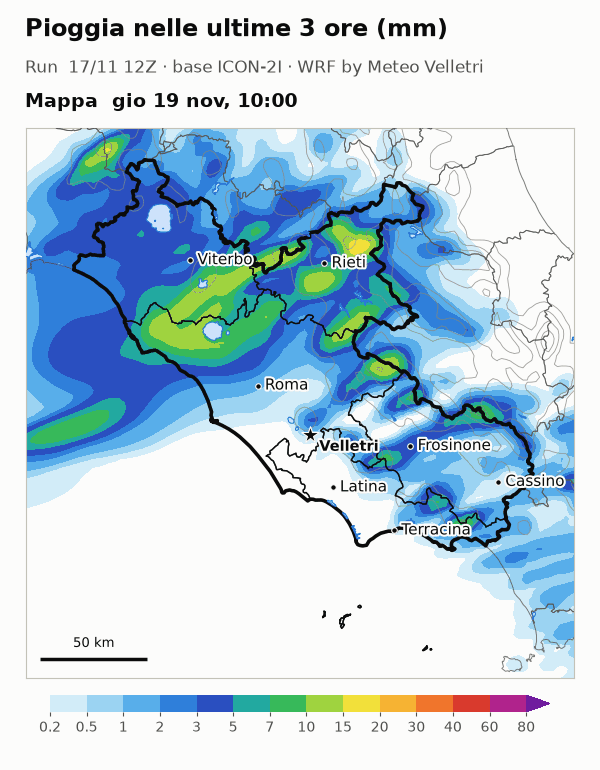 Pioggia nelle ultime 3 ore (mm)
Run 17/11 12Z · base ICON-2I · WRF by Meteo Velletri
Mappa gio 19 nov, 10:00
Viterbo
Rieti
Roma
Velletri
Frosinone
Latina
Cassino
Terracina
50 km
0.2 0.5 1 2 3 5 7 10 15 20 30 40 60 80